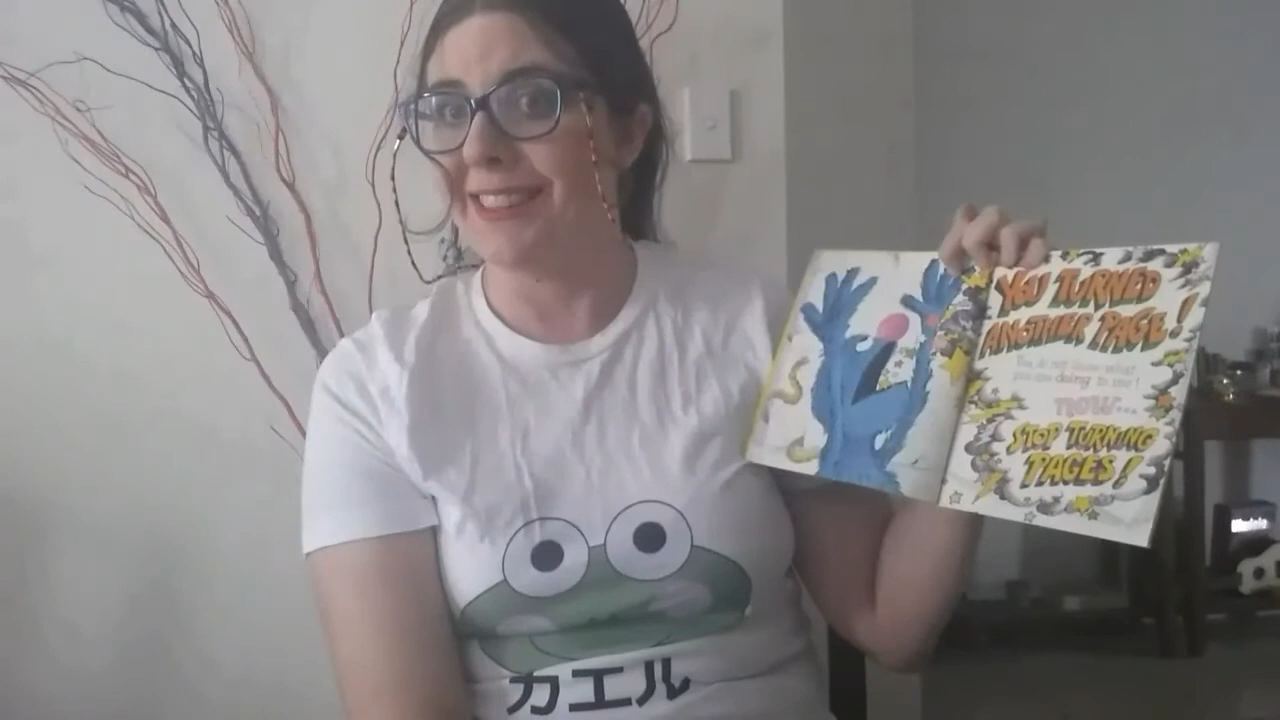 YOU TURNED
ANOTHER PAGE!
You do not know what
you are doing to me!
NOW...
STOP TURNING
PAGES!
カエル